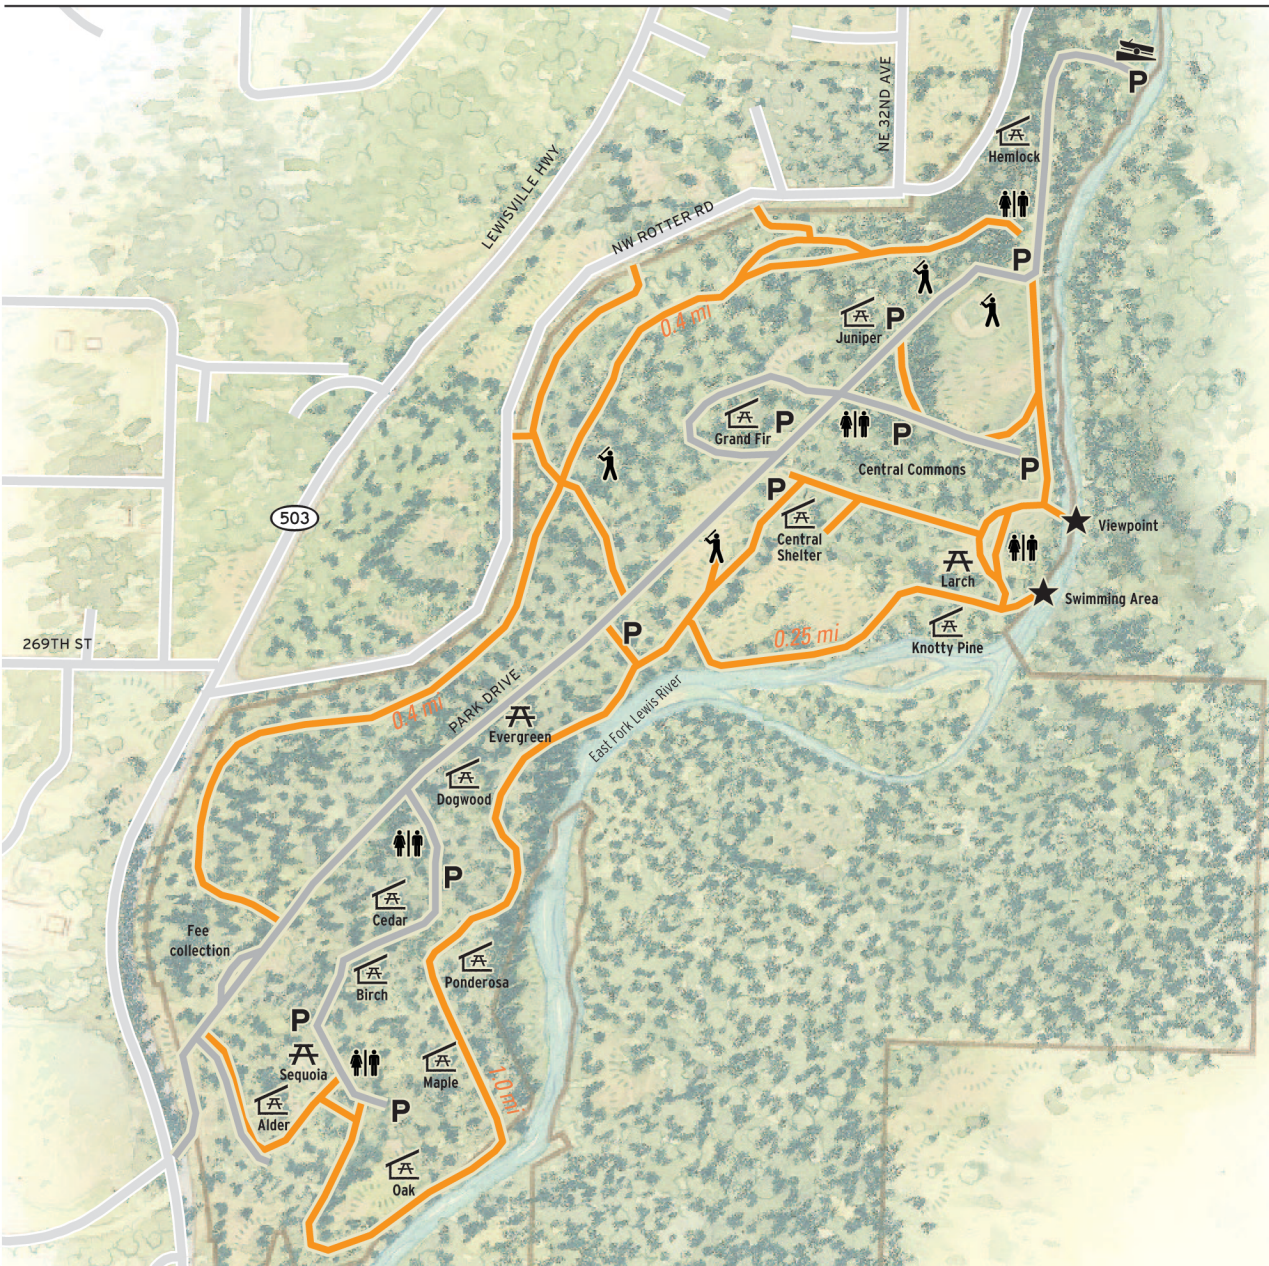 P
NE 32ND AVE
Hemlock
LEWISVILLE HWY
NW ROTTER RD
P
0.4 mi
Juniper
P
Grand Fir
P
P
Central Commons
P
P
503
Central
Shelter
Viewpoint
Larch
Swimming Area
269TH ST
P
0.25 mi
Knotty Pine
0.4 mi
PARK DRIVE
East Fork Lewis River
Evergreen
Dogwood
P
Cedar
Fee
collection
Birch
Ponderosa
P
Sequoia
Maple
1.0 mi
Alder
P
Oak